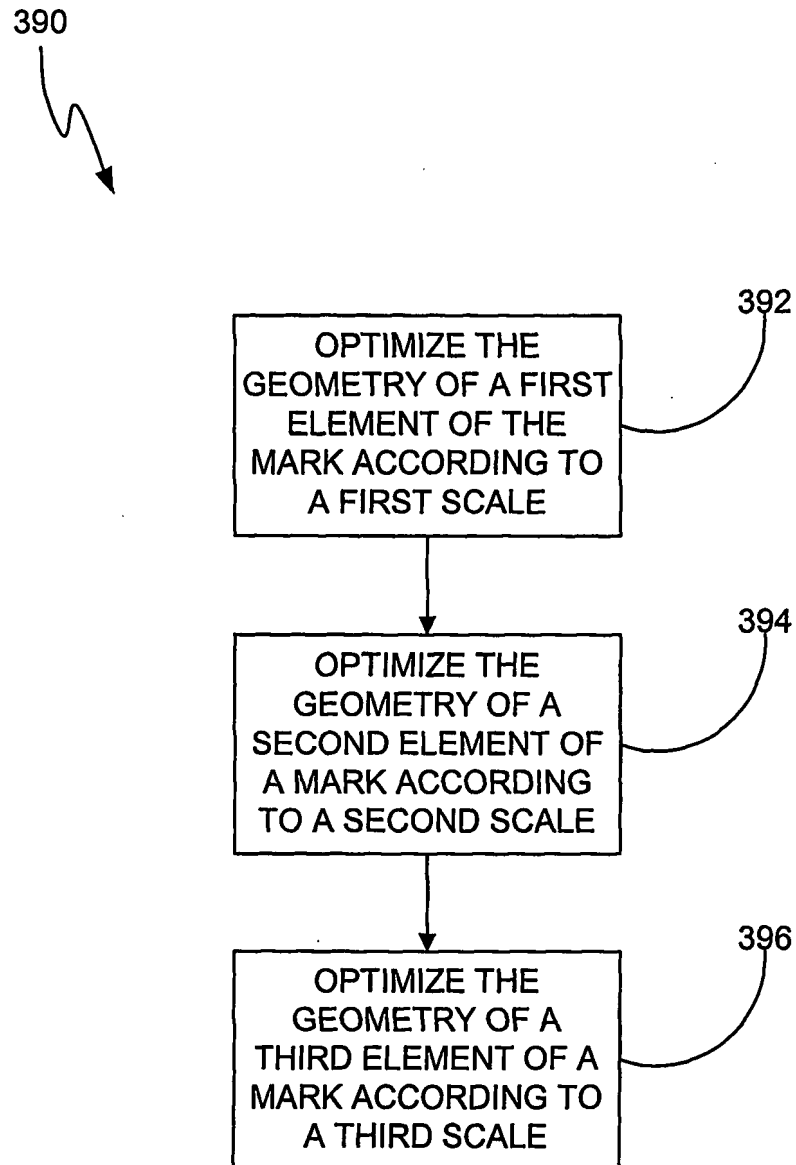 390
392
OPTIMIZE THE
GEOMETRY OF A FIRST
ELEMENT OF THE
MARK ACCORDING TO
A FIRST SCALE
394
OPTIMIZE THE
GEOMETRY OF A
SECOND ELEMENT OF
A MARK ACCORDING
TO A SECOND SCALE
396
OPTIMIZE THE
GEOMETRY OF A
THIRD ELEMENT OF A
MARK ACCORDING TO
A THIRD SCALE